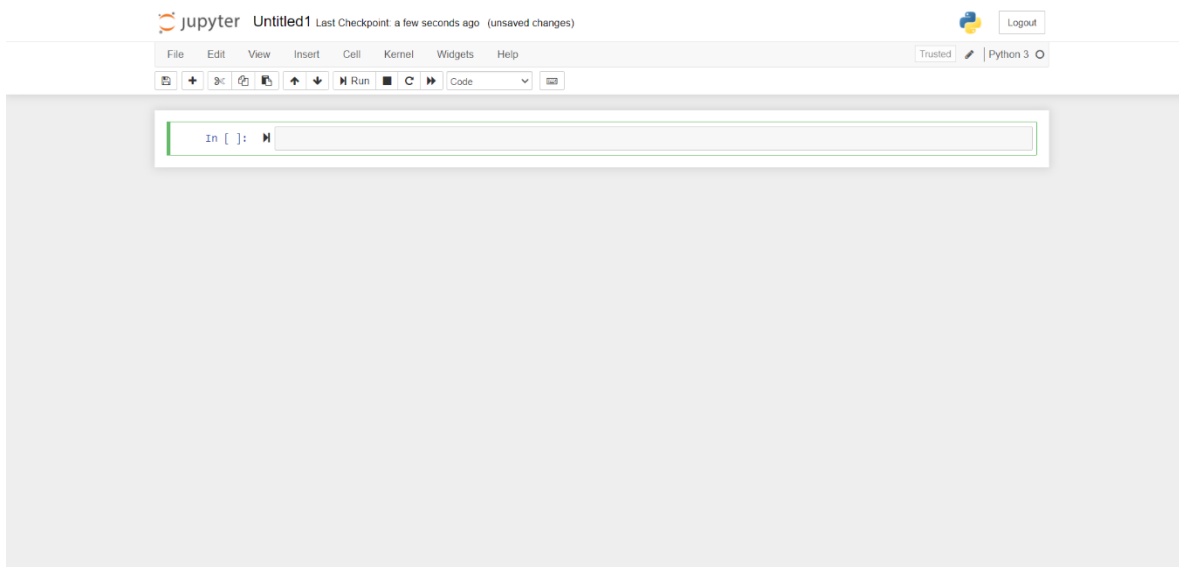 jupyter Untitled1 Last Checkpoint: a few seconds ago (unsaved changes)
Logout
File Edit View Insert Cell Kernel Widgets Help
Trusted Python 3
Run Code
In [ ]: